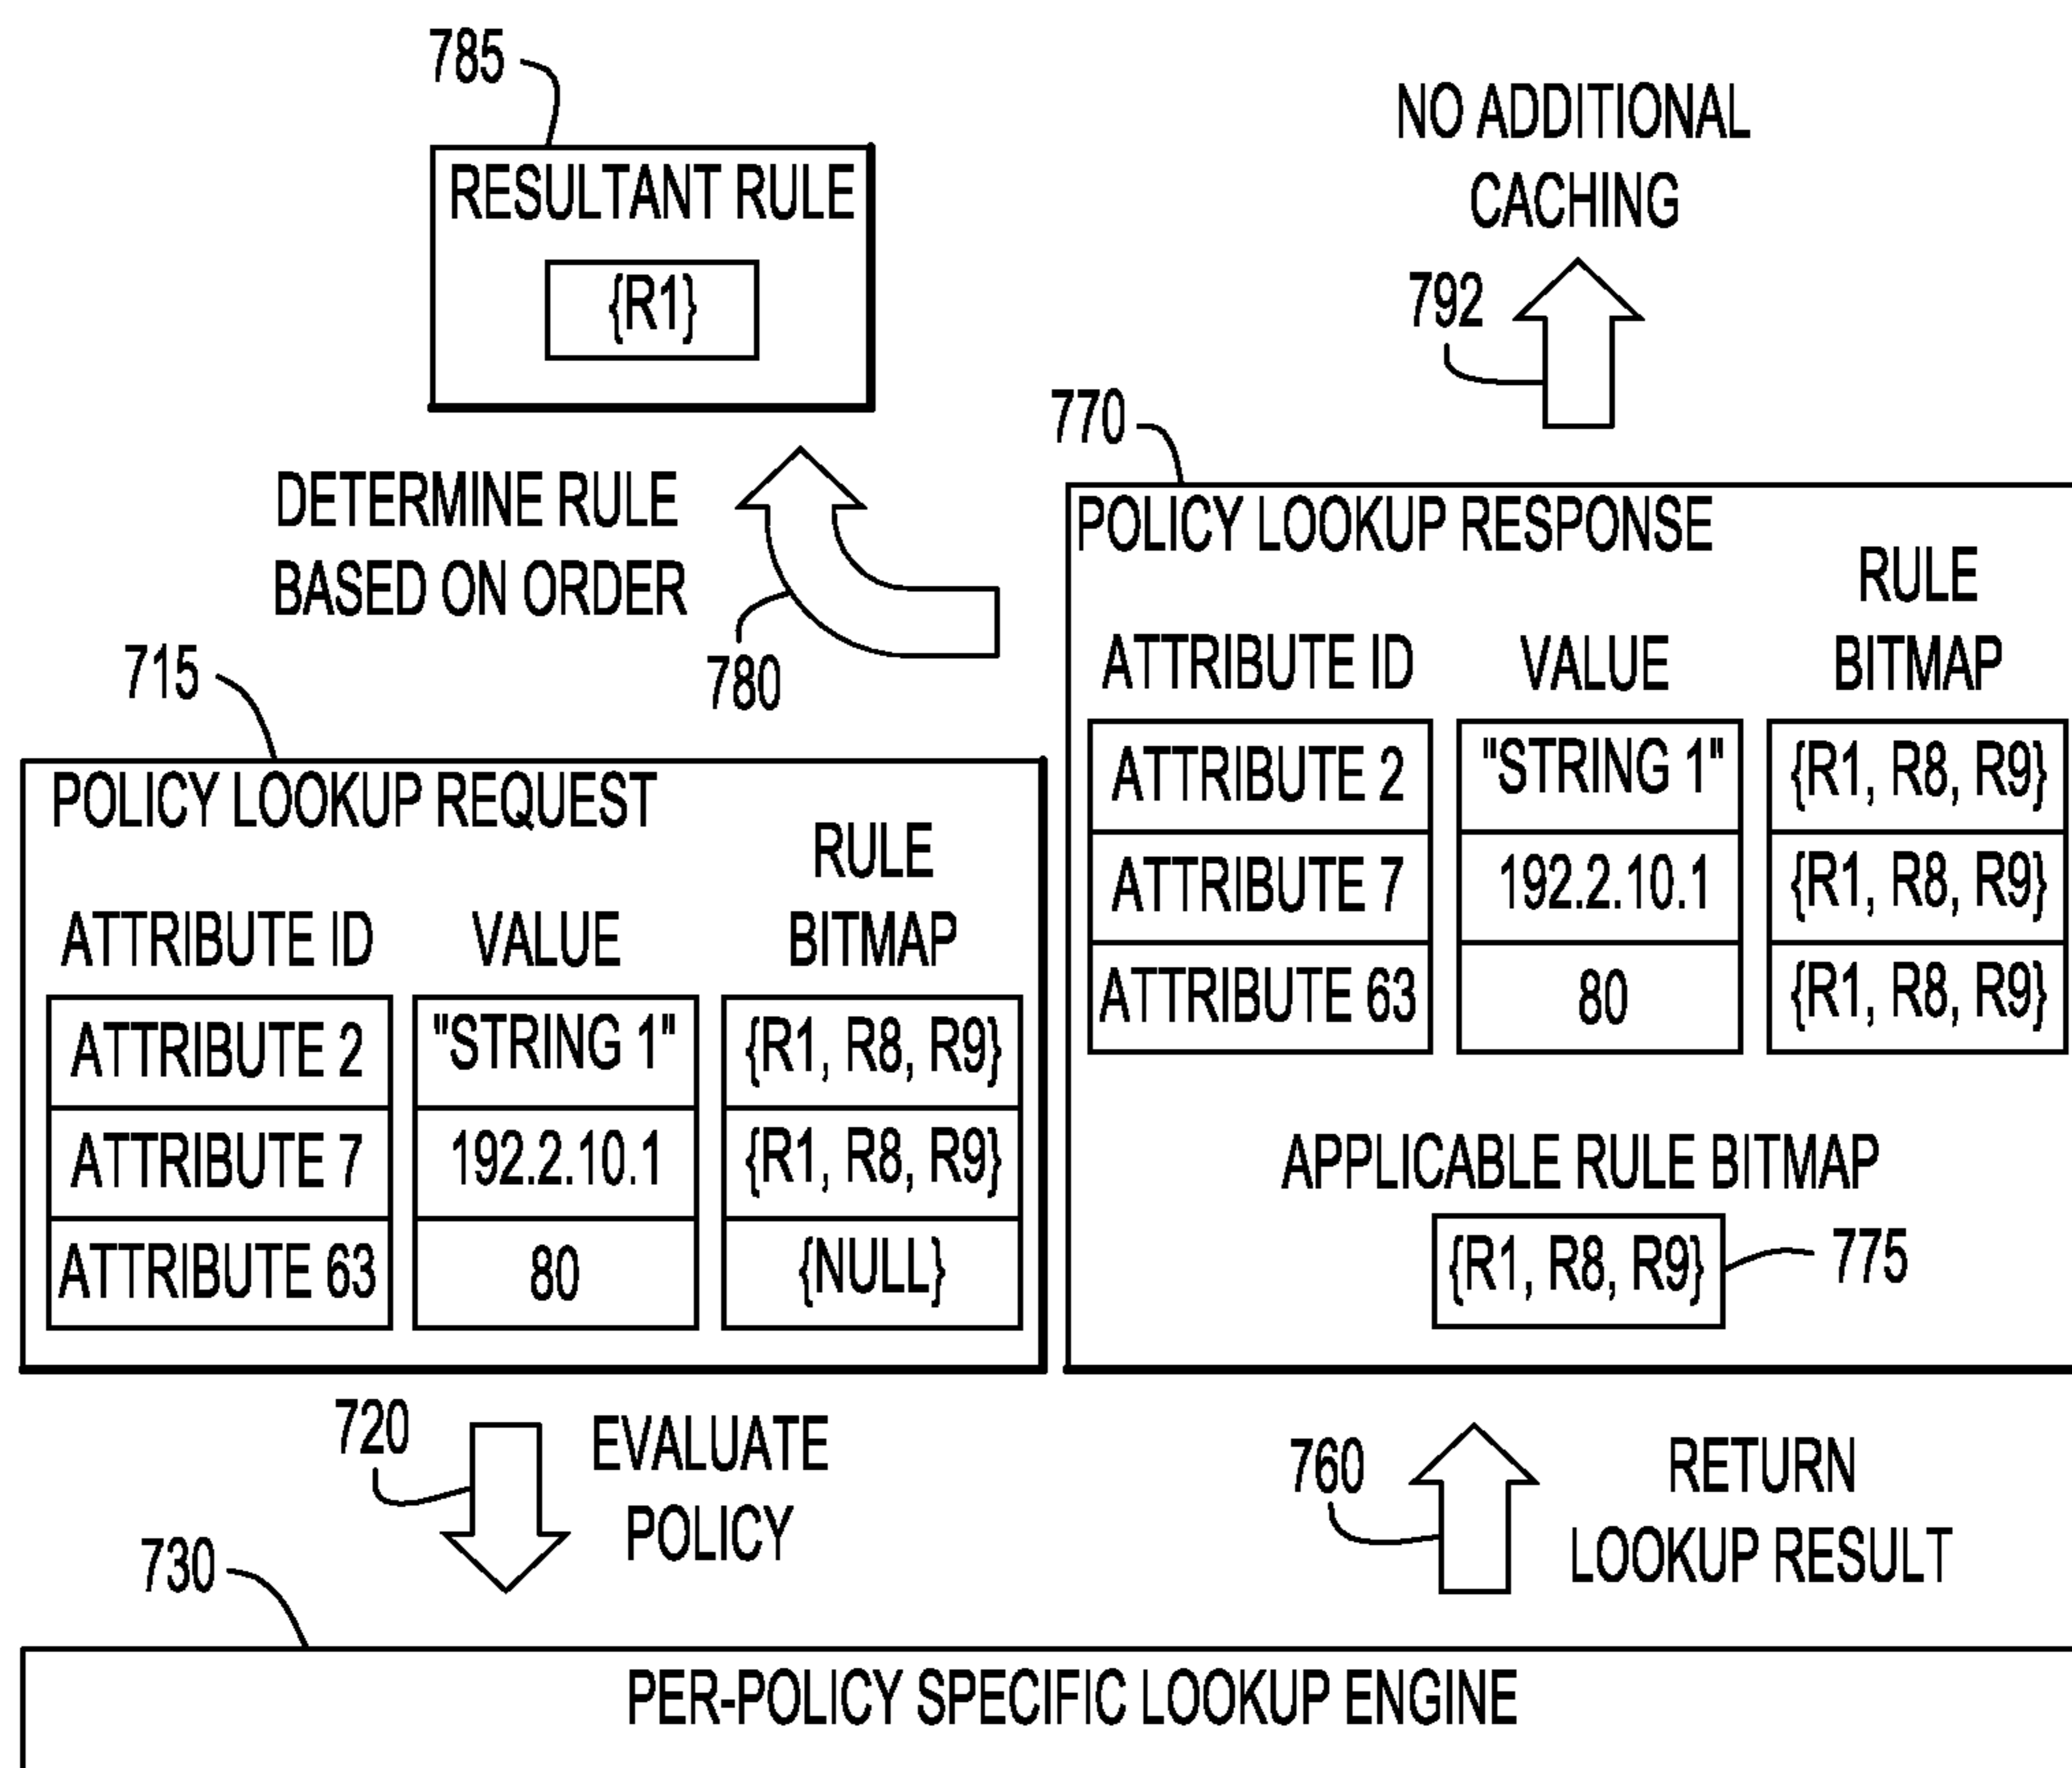 785
RESULTANT RULE
{R1}
NO ADDITIONAL
CACHING
792
DETERMINE RULE
BASED ON ORDER
780
715
POLICY LOOKUP REQUEST
RULE
ATTRIBUTE ID VALUE BITMAP
ATTRIBUTE 2 "STRING 1" {R1, R8, R9}
ATTRIBUTE 7 192.2.10.1 {R1, R8, R9}
ATTRIBUTE 63 80 {NULL}
770
POLICY LOOKUP RESPONSE
RULE
ATTRIBUTE ID VALUE BITMAP
ATTRIBUTE 2 "STRING 1" {R1, R8, R9}
ATTRIBUTE 7 192.2.10.1 {R1, R8, R9}
ATTRIBUTE 63 80 {R1, R8, R9}
APPLICABLE RULE BITMAP
{R1, R8, R9} 775
720
EVALUATE
POLICY
760
RETURN
LOOKUP RESULT
730
PER-POLICY SPECIFIC LOOKUP ENGINE